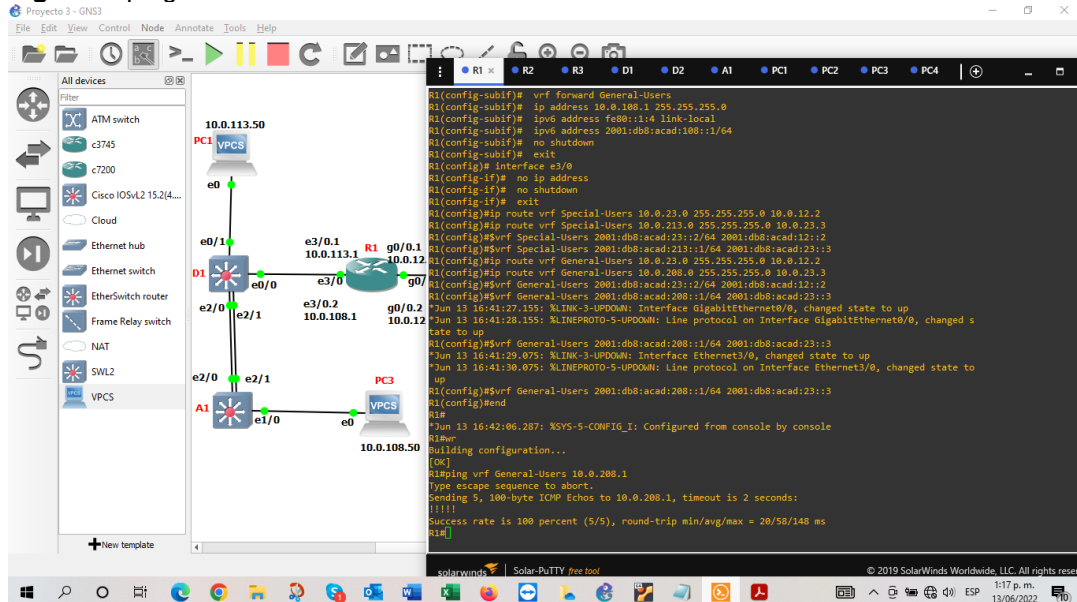 Proyecto 3 - GNS3
File Edit View Control Node Annotate Tools Help
All devices
Filter
ATM switch
c3745
c7200
Cisco IOSvL2 15.2(4....
Cloud
Ethernet hub
Ethernet switch
EtherSwitch router
Frame Relay switch
NAT
SWL2
VPCS
New template
10.0.113.50
PC1
VPCS
e0
e0/1
D1
e0/0
e2/0
e2/1
e3/0.1
10.0.113.1
R1
g0/0.1
10.0.12.
e3/0
g0/
e3/0.2
10.0.108.1
g0/0.2
10.0.12
e2/0
e2/1
A1
e1/0
PC3
VPCS
e0
10.0.108.50
R1 R2 R3 D1 D2 A1 PC1 PC2 PC3 PC4
R1(config-subif)#  vrf forward General-Users
R1(config-subif)#  ip address 10.0.108.1 255.255.255.0
R1(config-subif)#  ipv6 address fe80::1:4 link-local
R1(config-subif)#  ipv6 address 2001:db8:acad:108::1/64
R1(config-subif)#  no shutdown
R1(config-subif)#  exit
R1(config)# interface e3/0
R1(config-if)#  no ip address
R1(config-if)#  no shutdown
R1(config-if)#  exit
R1(config)#ip route vrf Special-Users 10.0.23.0 255.255.255.0 10.0.12.2
R1(config)#ip route vrf Special-Users 10.0.213.0 255.255.255.0 10.0.23.3
R1(config)#$vrf Special-Users 2001:db8:acad:23::2/64 2001:db8:acad:12::2
R1(config)#$vrf Special-Users 2001:db8:acad:213::1/64 2001:db8:acad:23::3
R1(config)#ip route vrf General-Users 10.0.23.0 255.255.255.0 10.0.12.2
R1(config)#ip route vrf General-Users 10.0.208.0 255.255.255.0 10.0.23.3
R1(config)#$vrf General-Users 2001:db8:acad:23::2/64 2001:db8:acad:12::2
R1(config)#$vrf General-Users 2001:db8:acad:208::1/64 2001:db8:acad:23::3
*Jun 13 16:41:27.155: %LINK-3-UPDOWN: Interface GigabitEthernet0/0, changed state to up
*Jun 13 16:41:28.155: %LINEPROTO-5-UPDOWN: Line protocol on Interface GigabitEthernet0/0, changed s
tate to up
R1(config)#$vrf General-Users 2001:db8:acad:208::1/64 2001:db8:acad:23::3
*Jun 13 16:41:29.075: %LINK-3-UPDOWN: Interface Ethernet3/0, changed state to up
*Jun 13 16:41:30.075: %LINEPROTO-5-UPDOWN: Line protocol on Interface Ethernet3/0, changed state to
 up
R1(config)#$vrf General-Users 2001:db8:acad:208::1/64 2001:db8:acad:23::3
R1(config)#end
R1#
*Jun 13 16:42:06.287: %SYS-5-CONFIG_I: Configured from console by console
R1#wr
Building configuration...
[OK]
R1#ping vrf General-Users 10.0.208.1
Type escape sequence to abort.
Sending 5, 100-byte ICMP Echos to 10.0.208.1, timeout is 2 seconds:
!!!!!
Success rate is 100 percent (5/5), round-trip min/avg/max = 20/58/148 ms
R1#
solarwinds Solar-PuTTY free tool © 2019 SolarWinds Worldwide, LLC. All rights reser
ESP
1:17 p. m.
13/06/2022